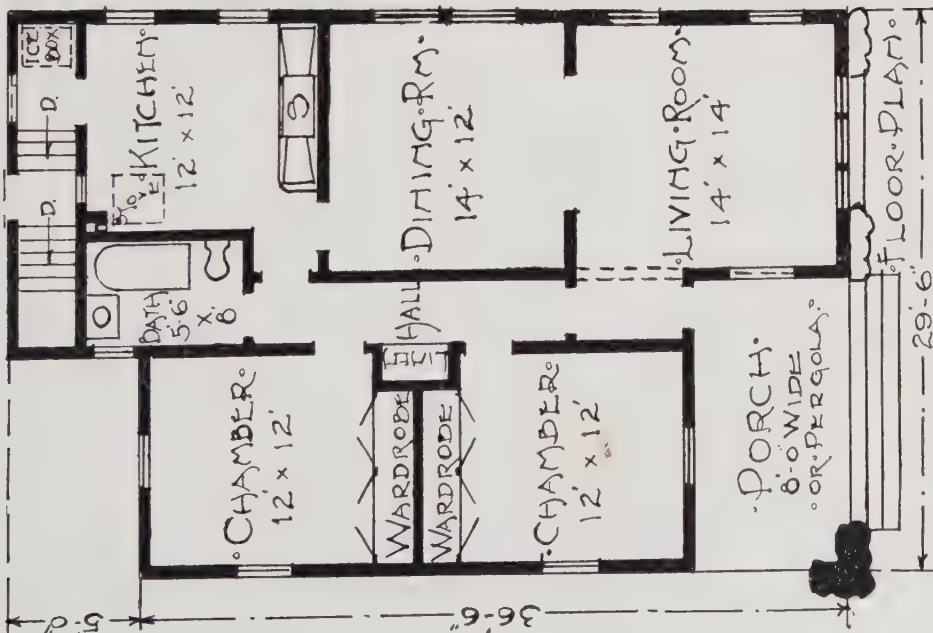 ICE
BOX
D.
D.
STOVE
·KITCHEN·
12' x 12'
BATH
5'-6"
x
8'
·DINING·RM·
14' x 12'
·LIVING·ROOM·
14' x 14'
HALL
·CHAMBER·
12' x 12'
WARDROBE
WARDROBE
·CHAMBER·
12' x 12'
·PORCH·
8'-0 WIDE
·OR·PERGOLA·
·FLOOR·PLAN·
29'-6"
36'-6"
5'-0"